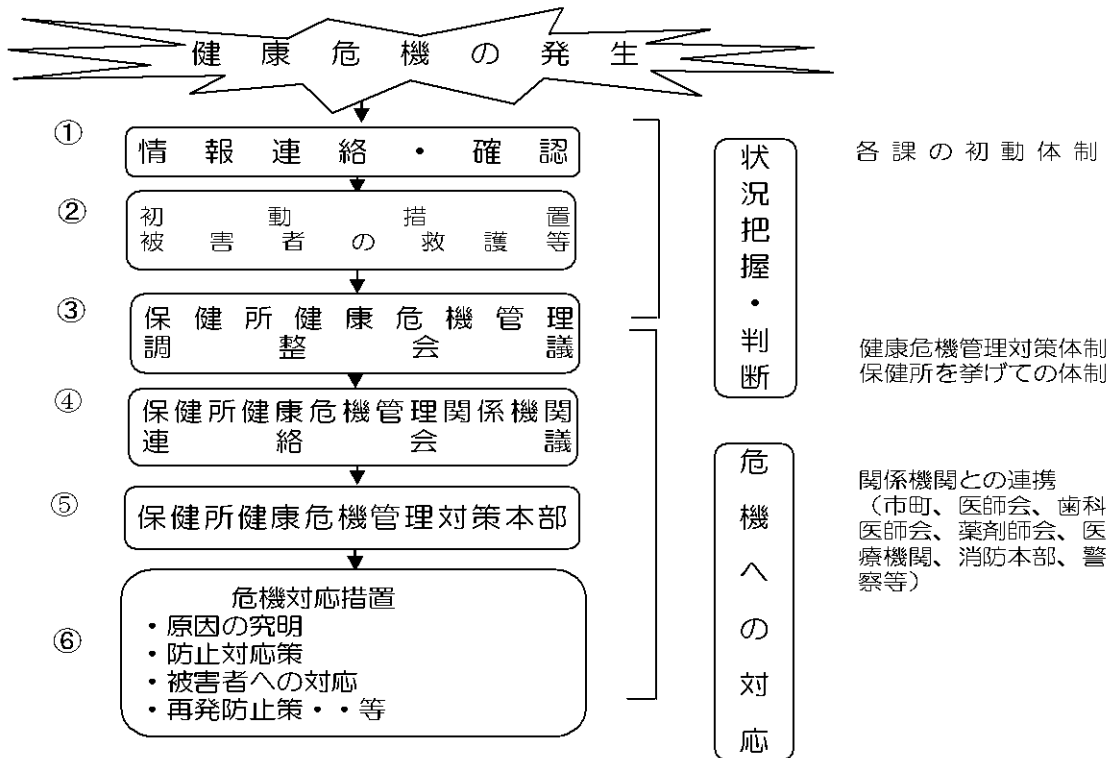 健康危機の発生
①
情報連絡・確認
②
初動措置
被害者の救護等
③
保健所健康危機管理
調整会議
④
保健所健康危機管理関係機関
連絡会議
⑤
保健所健康危機管理対策本部
⑥
危機対応措置
・原因の究明
・防止対応策
・被害者への対応
・再発防止策・・等
状況把握・判断
危機への対応
各課の初動体制
健康危機管理対策体制
保健所を挙げての体制
関係機関との連携
（市町、医師会、歯科
医師会、薬剤師会、医
療機関、消防本部、警
察等）